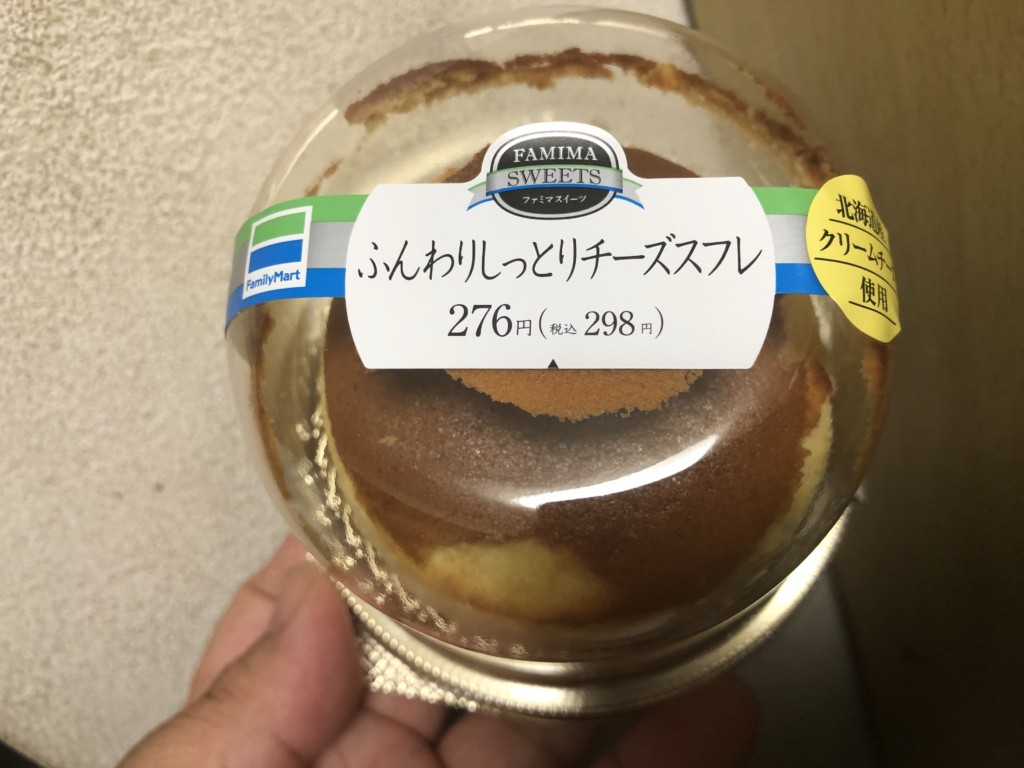 FAMIMA
SWEETS
ファミマスイーツ
FamilyMart
ふんわりしっとりチーズスフレ
276円(税込 298円)
北海道
クリームチー
使用